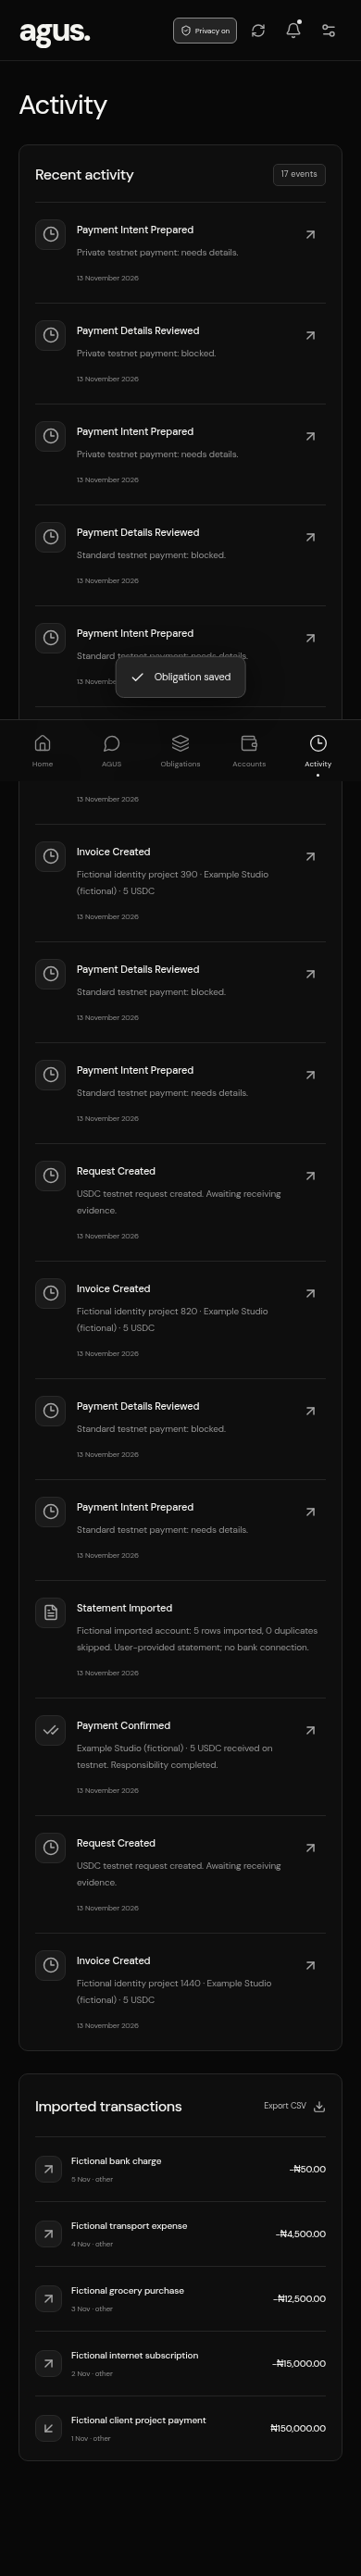 agus.
Privacy on
Activity
Recent activity
17 events
Payment Intent Prepared
Private testnet payment: needs details.
13 November 2026
Payment Details Reviewed
Private testnet payment: blocked.
13 November 2026
Payment Intent Prepared
Private testnet payment: needs details.
13 November 2026
Payment Details Reviewed
Standard testnet payment: blocked.
13 November 2026
Payment Intent Prepared
Standard testnet payment: needs details.
13 Novembe
Obligation saved
Home
AGUS
Obligations
Accounts
Activity
13 November 2026
Invoice Created
Fictional identity project 390 · Example Studio
(fictional) · 5 USDC
13 November 2026
Payment Details Reviewed
Standard testnet payment: blocked.
13 November 2026
Payment Intent Prepared
Standard testnet payment: needs details.
13 November 2026
Request Created
USDC testnet request created. Awaiting receiving
evidence.
13 November 2026
Invoice Created
Fictional identity project 820 · Example Studio
(fictional) · 5 USDC
13 November 2026
Payment Details Reviewed
Standard testnet payment: blocked.
13 November 2026
Payment Intent Prepared
Standard testnet payment: needs details.
13 November 2026
Statement Imported
Fictional imported account: 5 rows imported, 0 duplicates
skipped. User-provided statement; no bank connection.
13 November 2026
Payment Confirmed
Example Studio (fictional) · 5 USDC received on
testnet. Responsibility completed.
13 November 2026
Request Created
USDC testnet request created. Awaiting receiving
evidence.
13 November 2026
Invoice Created
Fictional identity project 1440 · Example Studio
(fictional) · 5 USDC
13 November 2026
Imported transactions
Export CSV
Fictional bank charge
5 Nov · other
-₦50.00
Fictional transport expense
4 Nov · other
-₦4,500.00
Fictional grocery purchase
3 Nov · other
-₦12,500.00
Fictional internet subscription
2 Nov · other
-₦15,000.00
Fictional client project payment
1 Nov · other
₦150,000.00